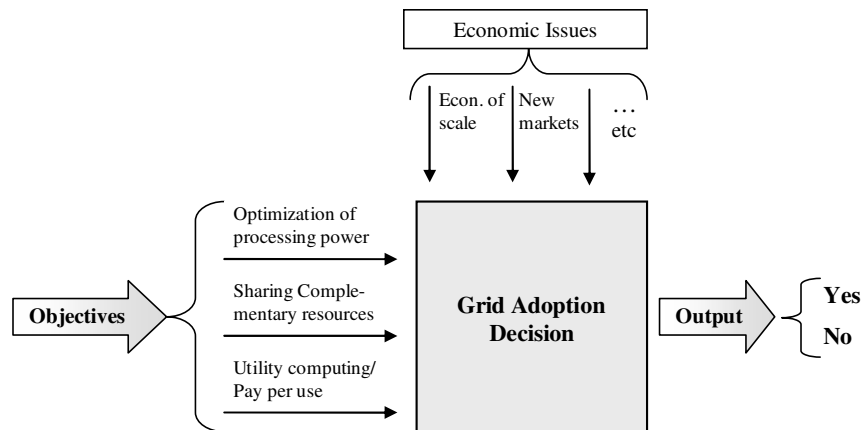 Economic Issues
Econ. of
scale
New
markets
…
etc
Optimization of
processing power
Sharing Comple-
mentary resources
Utility computing/
Pay per use
Objectives
Grid Adoption
Decision
Output
Yes
No